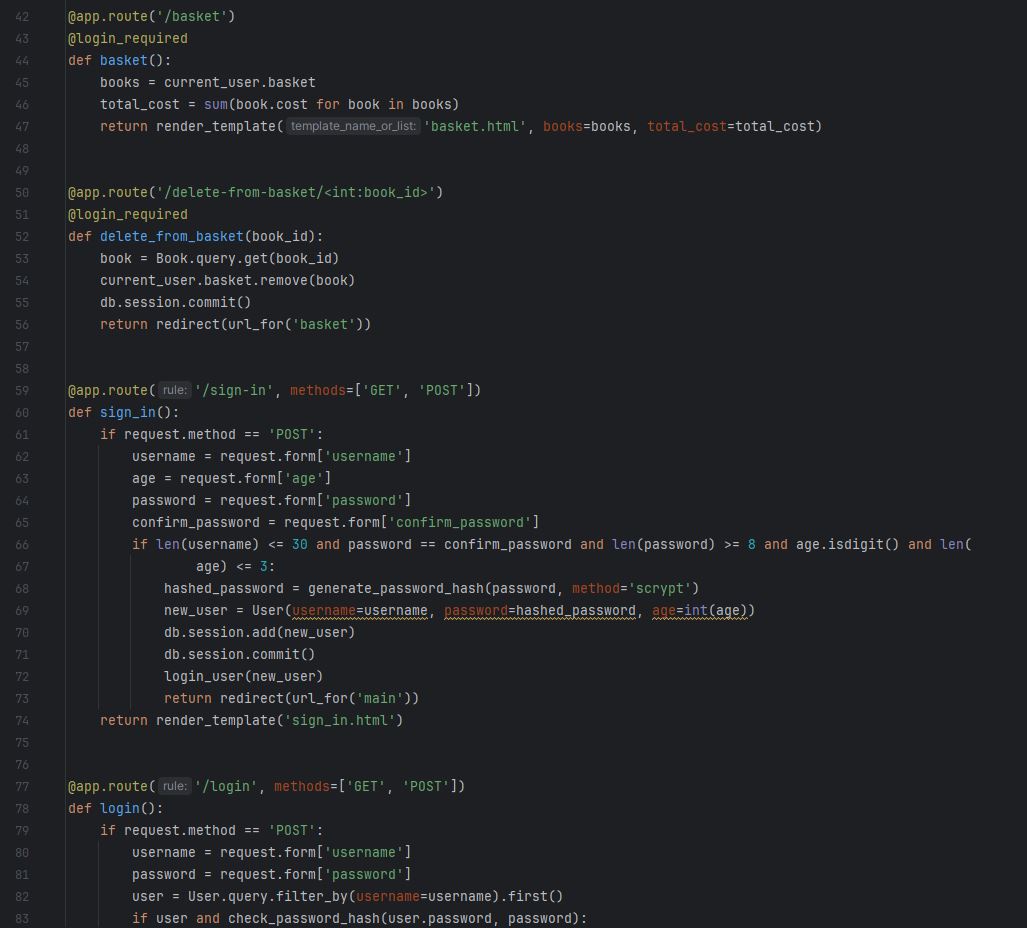 42 @app.route('/basket')
43 @login_required
44 def basket():
45     books = current_user.basket
46     total_cost = sum(book.cost for book in books)
47     return render_template( template_name_or_list: 'basket.html', books=books, total_cost=total_cost)
48
49
50 @app.route('/delete-from-basket/<int:book_id>')
51 @login_required
52 def delete_from_basket(book_id):
53     book = Book.query.get(book_id)
54     current_user.basket.remove(book)
55     db.session.commit()
56     return redirect(url_for('basket'))
57
58
59 @app.route( rule: '/sign-in', methods=['GET', 'POST'])
60 def sign_in():
61     if request.method == 'POST':
62         username = request.form['username']
63         age = request.form['age']
64         password = request.form['password']
65         confirm_password = request.form['confirm_password']
66         if len(username) <= 30 and password == confirm_password and len(password) >= 8 and age.isdigit() and len(
67                 age) <= 3:
68             hashed_password = generate_password_hash(password, method='scrypt')
69             new_user = User(username=username, password=hashed_password, age=int(age))
70             db.session.add(new_user)
71             db.session.commit()
72             login_user(new_user)
73             return redirect(url_for('main'))
74     return render_template('sign_in.html')
75
76
77 @app.route( rule: '/login', methods=['GET', 'POST'])
78 def login():
79     if request.method == 'POST':
80         username = request.form['username']
81         password = request.form['password']
82         user = User.query.filter_by(username=username).first()
83         if user and check_password_hash(user.password, password):